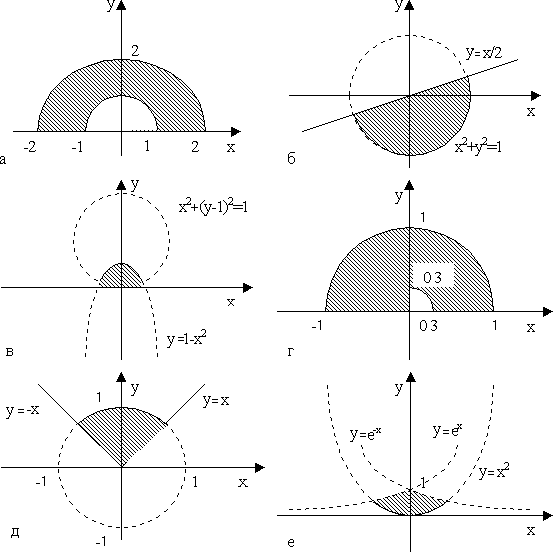 y
2
-2
-1
1
2
x
а
y
y=x/2
x
x²+y²=1
б
y
x²+(y-1)²=1
x
y=1-x²
в
y
1
0 3
-1
0 3
1
x
г
1
y
y=-x
y=x
-1
1
x
-1
д
y
y=e⁻ˣ
y=eˣ
y=x²
1
x
е